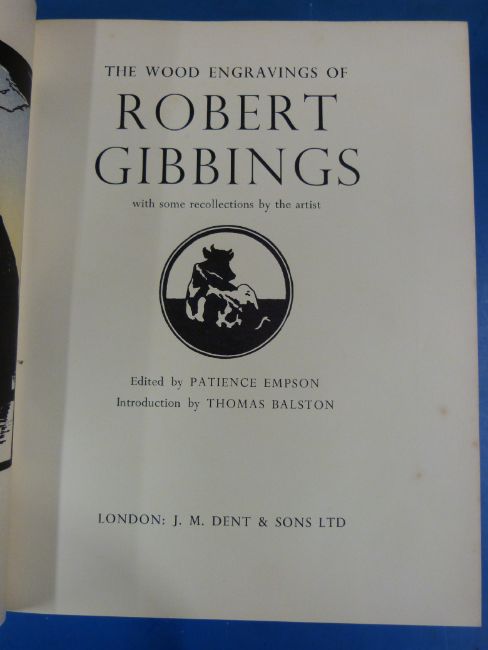 THE WOOD ENGRAVINGS OF
ROBERT
GIBBINGS
with some recollections by the artist
Edited by PATIENCE EMPSON
Introduction by THOMAS BALSTON
LONDON: J. M. DENT & SONS LTD